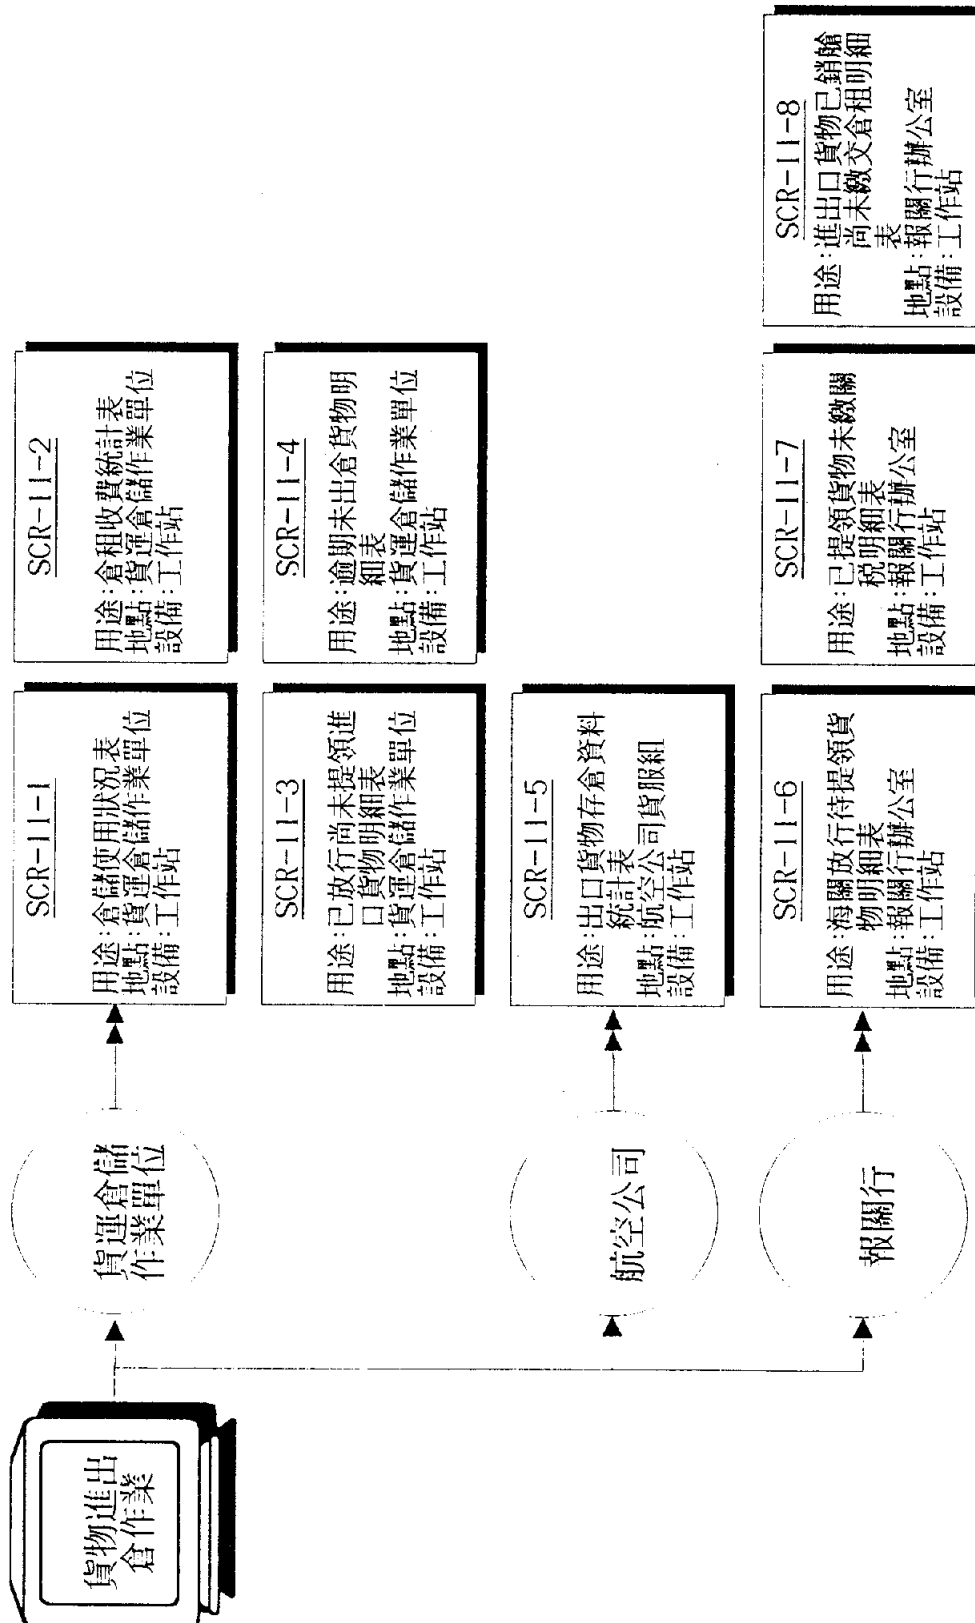 貨物進出
倉作業
貨運倉儲
作業單位
SCR-11-1
用途:倉儲使用狀況表
地點:貨運倉儲作業單位
設備:工作站
SCR-11-2
用途:倉租收費統計表
地點:貨運倉儲作業單位
設備:工作站
SCR-11-3
用途:已放行尚未提領進
口貨物明細表
地點:貨運倉儲作業單位
設備:工作站
SCR-11-4
用途:逾期未出倉貨物明
細表
地點:貨運倉儲作業單位
設備:工作站
航空公司
SCR-11-5
用途:出口貨物存倉資料
統計表
地點:航空公司貨服組
設備:工作站
報關行
SCR-11-6
用途:海關放行待提領貨
物明細表
地點:報關行辦公室
設備:工作站
SCR-11-7
用途:已提領貨物未繳關
稅明細表
地點:報關行辦公室
設備:工作站
SCR-11-8
用途:進出口貨物已銷艙
尚未繳交倉租明細
表
地點:報關行辦公室
設備:工作站